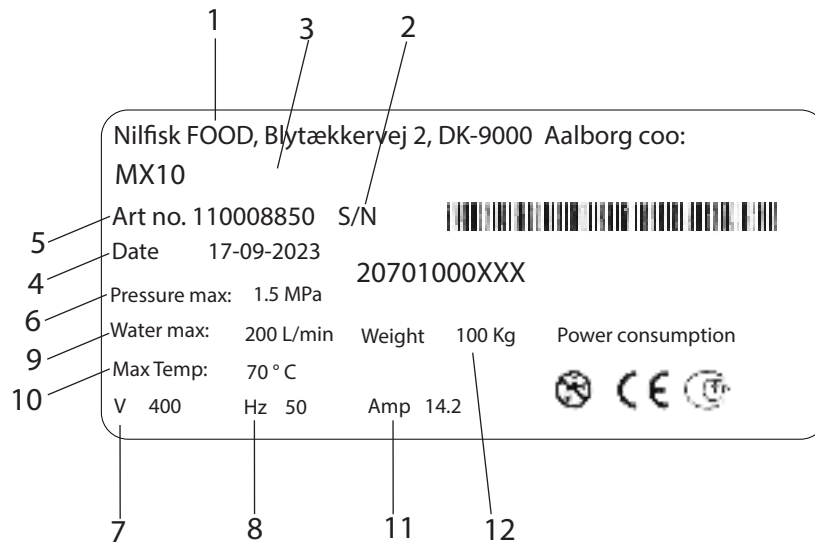 1 3 2
Nilfisk FOOD, Blytækkervej 2, DK-9000 Aalborg coo:
MX10
5 Art no. 110008850 S/N
4 Date 17-09-2023
20701000XXX
6 Pressure max: 1.5 MPa
9 Water max: 200 L/min Weight 100 Kg Power consumption
10 Max Temp: 70 ° C
V 400 Hz 50 Amp 14.2
CE
7 8 11 12